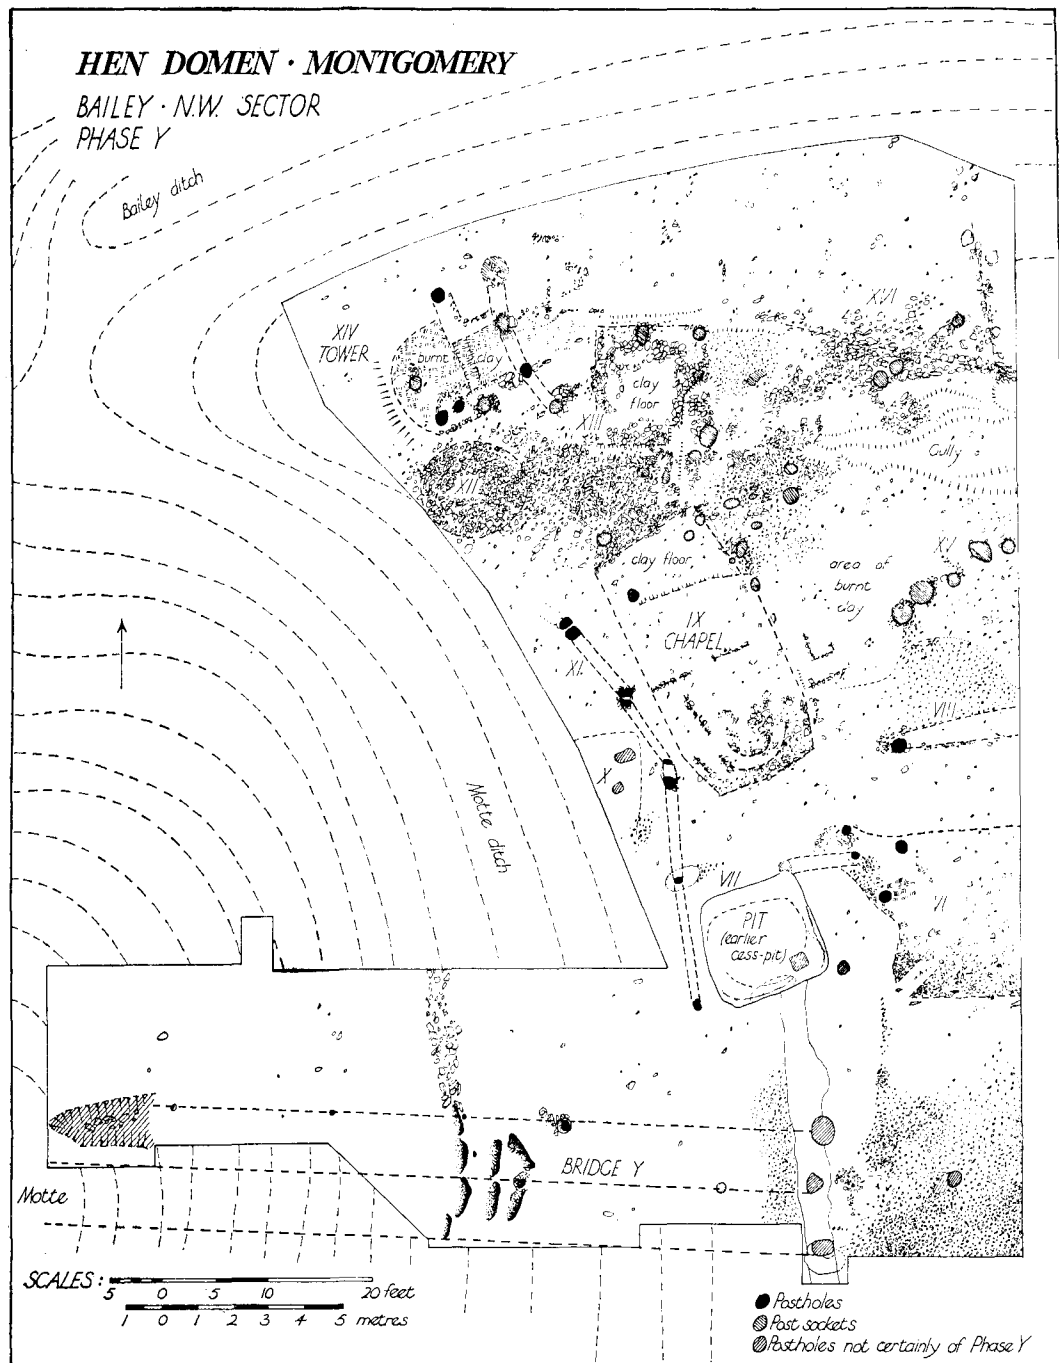 HEN DOMEN · MONTGOMERY
BAILEY · N.W. SECTOR
PHASE Y
Bailey ditch
XIV
TOWER
burnt clay
XVI
clay
floor
XIII
Gully
XII
clay floor
XV
area of
burnt
clay
IX
CHAPEL
XI
VIII
X
Motte ditch
VII
VI
PIT
(earlier
cess-pit)
BRIDGE Y
Motte
SCALES:
5 0 5 10 20 feet
1 0 1 2 3 4 5 metres
Postholes
Post sockets
Postholes not certainly of Phase Y